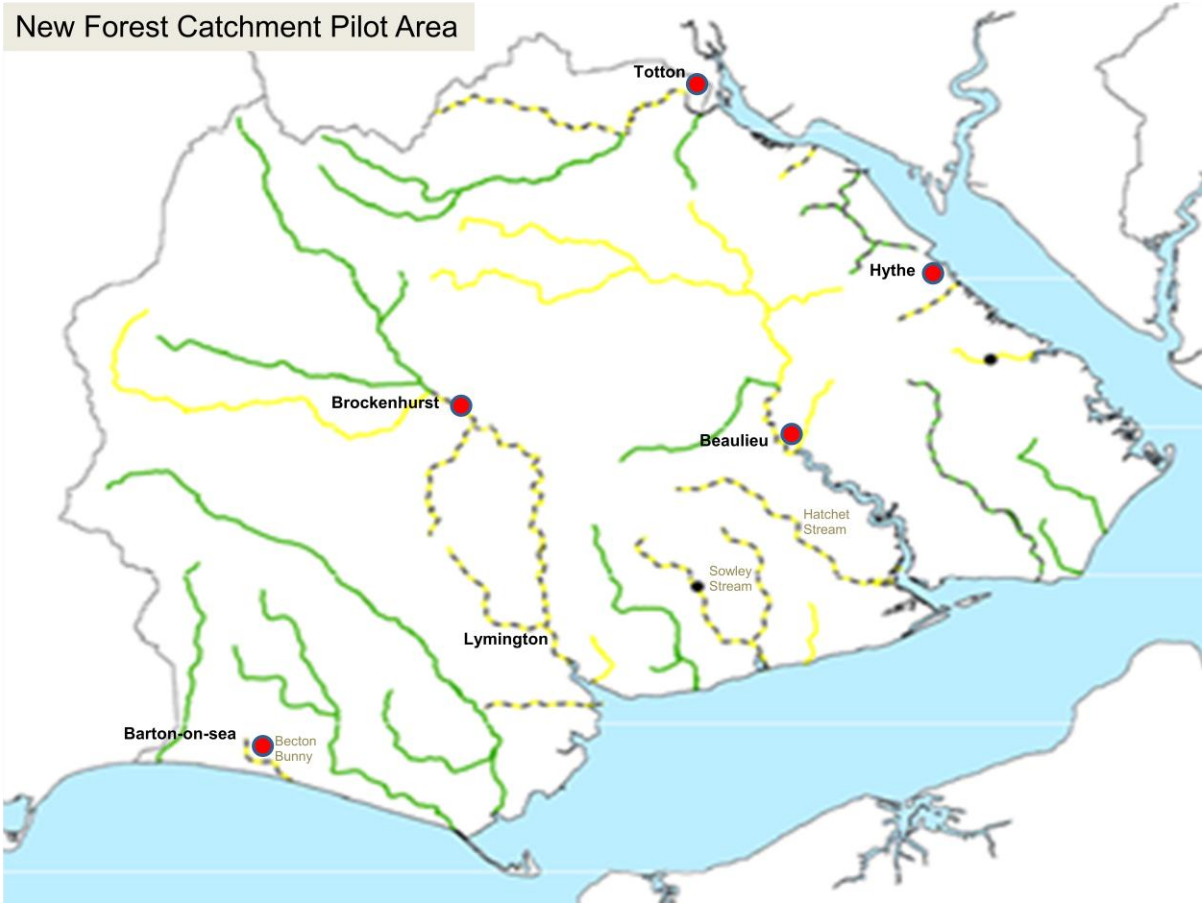 New Forest Catchment Pilot Area
Totton
Hythe
Brockenhurst
Beaulieu
Hatchet
Stream
Sowley
Stream
Lymington
Barton-on-sea
Becton
Bunny